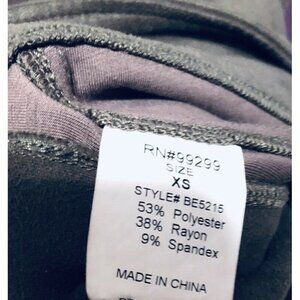 RN#99299
SIZE
XS
STYLE# BE5215
53% Polyester
38% Rayon
9% Spandex
MADE IN CHINA